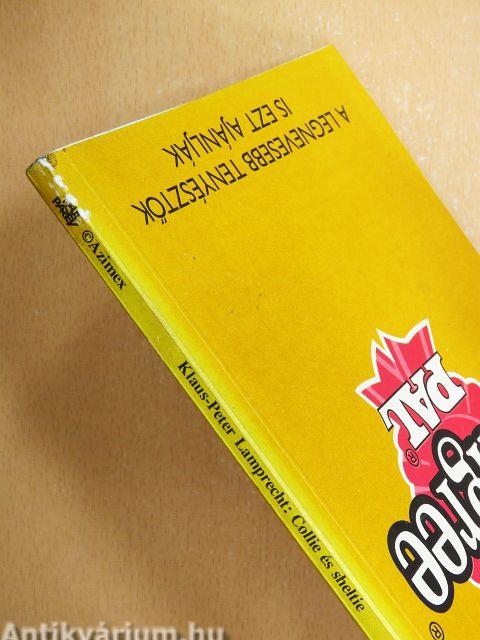 A LEGNEVESEBB TENYÉSZTŐK
IS EZT AJÁNLJÁK
PAL
®
®
©Azimex
Klaus-Peter Lamprecht: Collie és sheltie
Antikvárium.hu